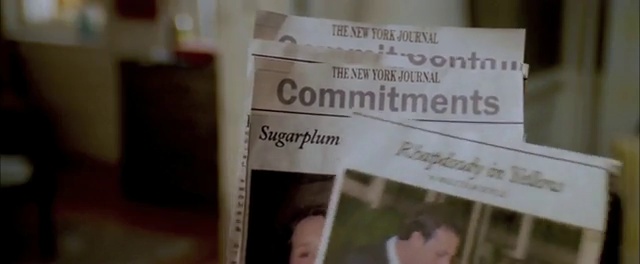 THE NEW YORK JOURNAL
THE NEW YORK JOURNAL
Commitments
Sugarplum
Rhapsody in Yellow